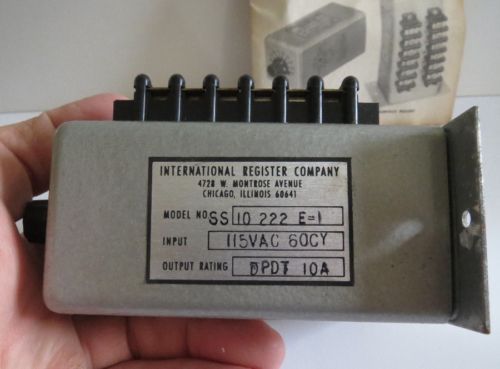 INTERNATIONAL REGISTER COMPANY
4728 W. MONTROSE AVENUE
CHICAGO, ILLINOIS 60641
MODEL NO. SS 10 222 E-1
INPUT 115VAC 60CY
OUTPUT RATING DPDT 10A